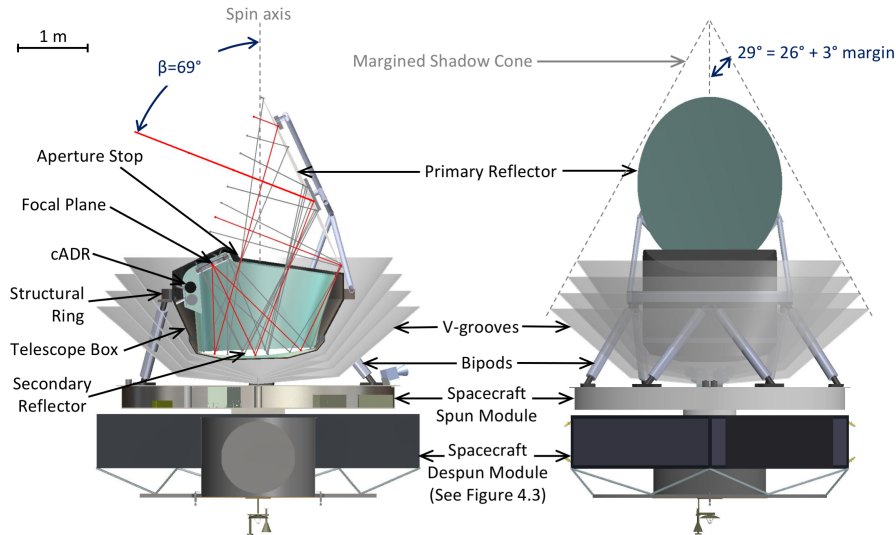 Spin axis
1 m
β=69°
Margined Shadow Cone
29° = 26° + 3° margin
Aperture Stop
Primary Reflector
Focal Plane
cADR
Structural
Ring
V-grooves
Telescope Box
Bipods
Secondary
Reflector
Spacecraft
Spun Module
Spacecraft
Despun Module
(See Figure 4.3)